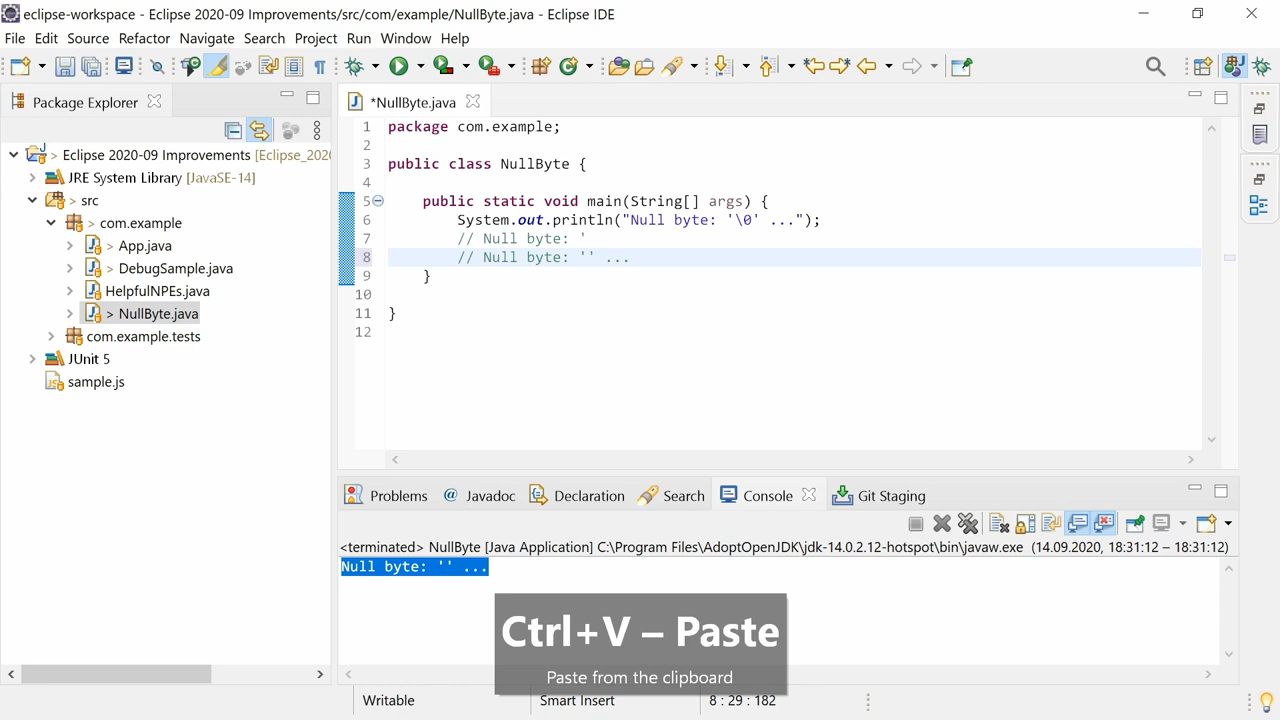 eclipse-workspace - Eclipse 2020-09 Improvements/src/com/example/NullByte.java - Eclipse IDE
File Edit Source Refactor Navigate Search Project Run Window Help
Package Explorer
> Eclipse 2020-09 Improvements [Eclipse_202
JRE System Library [JavaSE-14]
> src
> com.example
> App.java
> DebugSample.java
HelpfulNPEs.java
> NullByte.java
com.example.tests
JUnit 5
sample.js
*NullByte.java
1 package com.example;
2
3 public class NullByte {
4
5 public static void main(String[] args) {
6 System.out.println("Null byte: '\0' ...");
7 // Null byte: '
8 // Null byte: '' ...
9 }
10
11 }
12
Problems @ Javadoc Declaration Search Console Git Staging
<terminated> NullByte [Java Application] C:\Program Files\AdoptOpenJDK\jdk-14.0.2.12-hotspot\bin\javaw.exe (14.09.2020, 18:31:12 – 18:31:12)
Null byte: '' ...
Ctrl+V – Paste
Paste from the clipboard
Writable Smart Insert 8 : 29 : 182